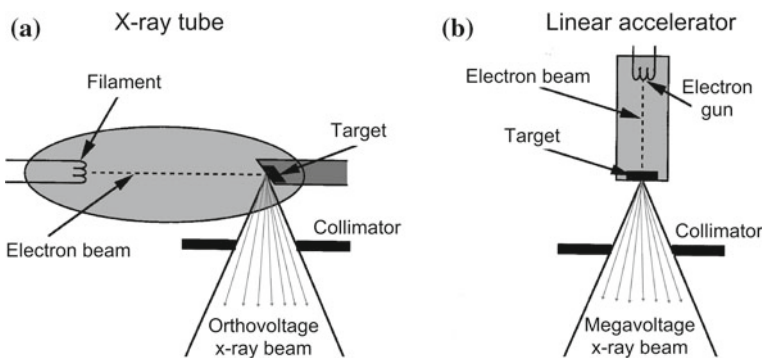 (a)
X-ray tube
Filament
Target
Electron beam
Collimator
Orthovoltage
x-ray beam
(b)
Linear accelerator
Electron beam
Electron
gun
Target
Collimator
Megavoltage
x-ray beam